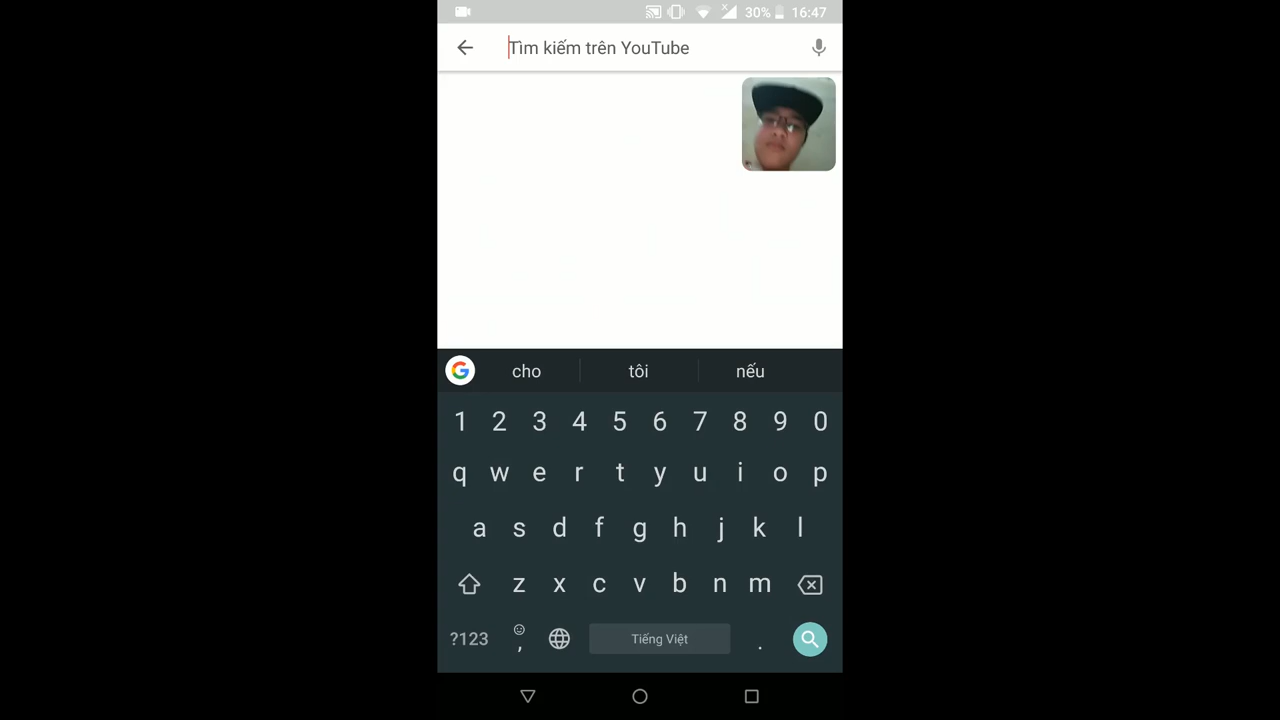 30% 16:47
Tìm kiếm trên YouTube
cho tôi nếu
1 2 3 4 5 6 7 8 9 0
q w e r t y u i o p
a s d f g h j k l
z x c v b n m
?123 , Tiếng Việt .